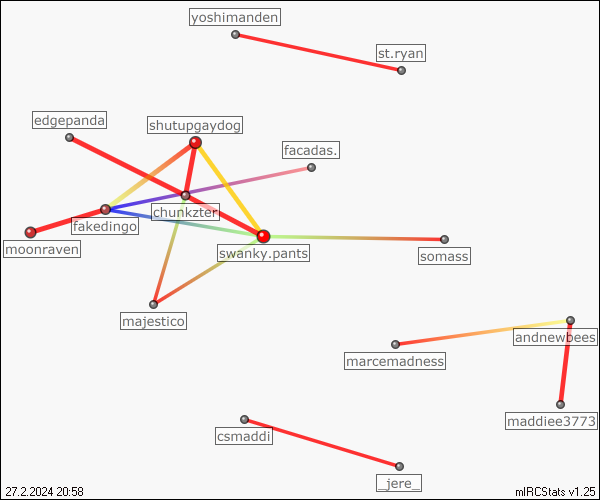 yoshimanden
st.ryan
edgepanda
shutupgaydog
facadas.
chunkzter
fakedingo
moonraven
swanky.pants
somass
majestico
andnewbees
marcemadness
maddiee3773
csmaddi
_jere_
27.2.2024 20:58
mIRCStats v1.25